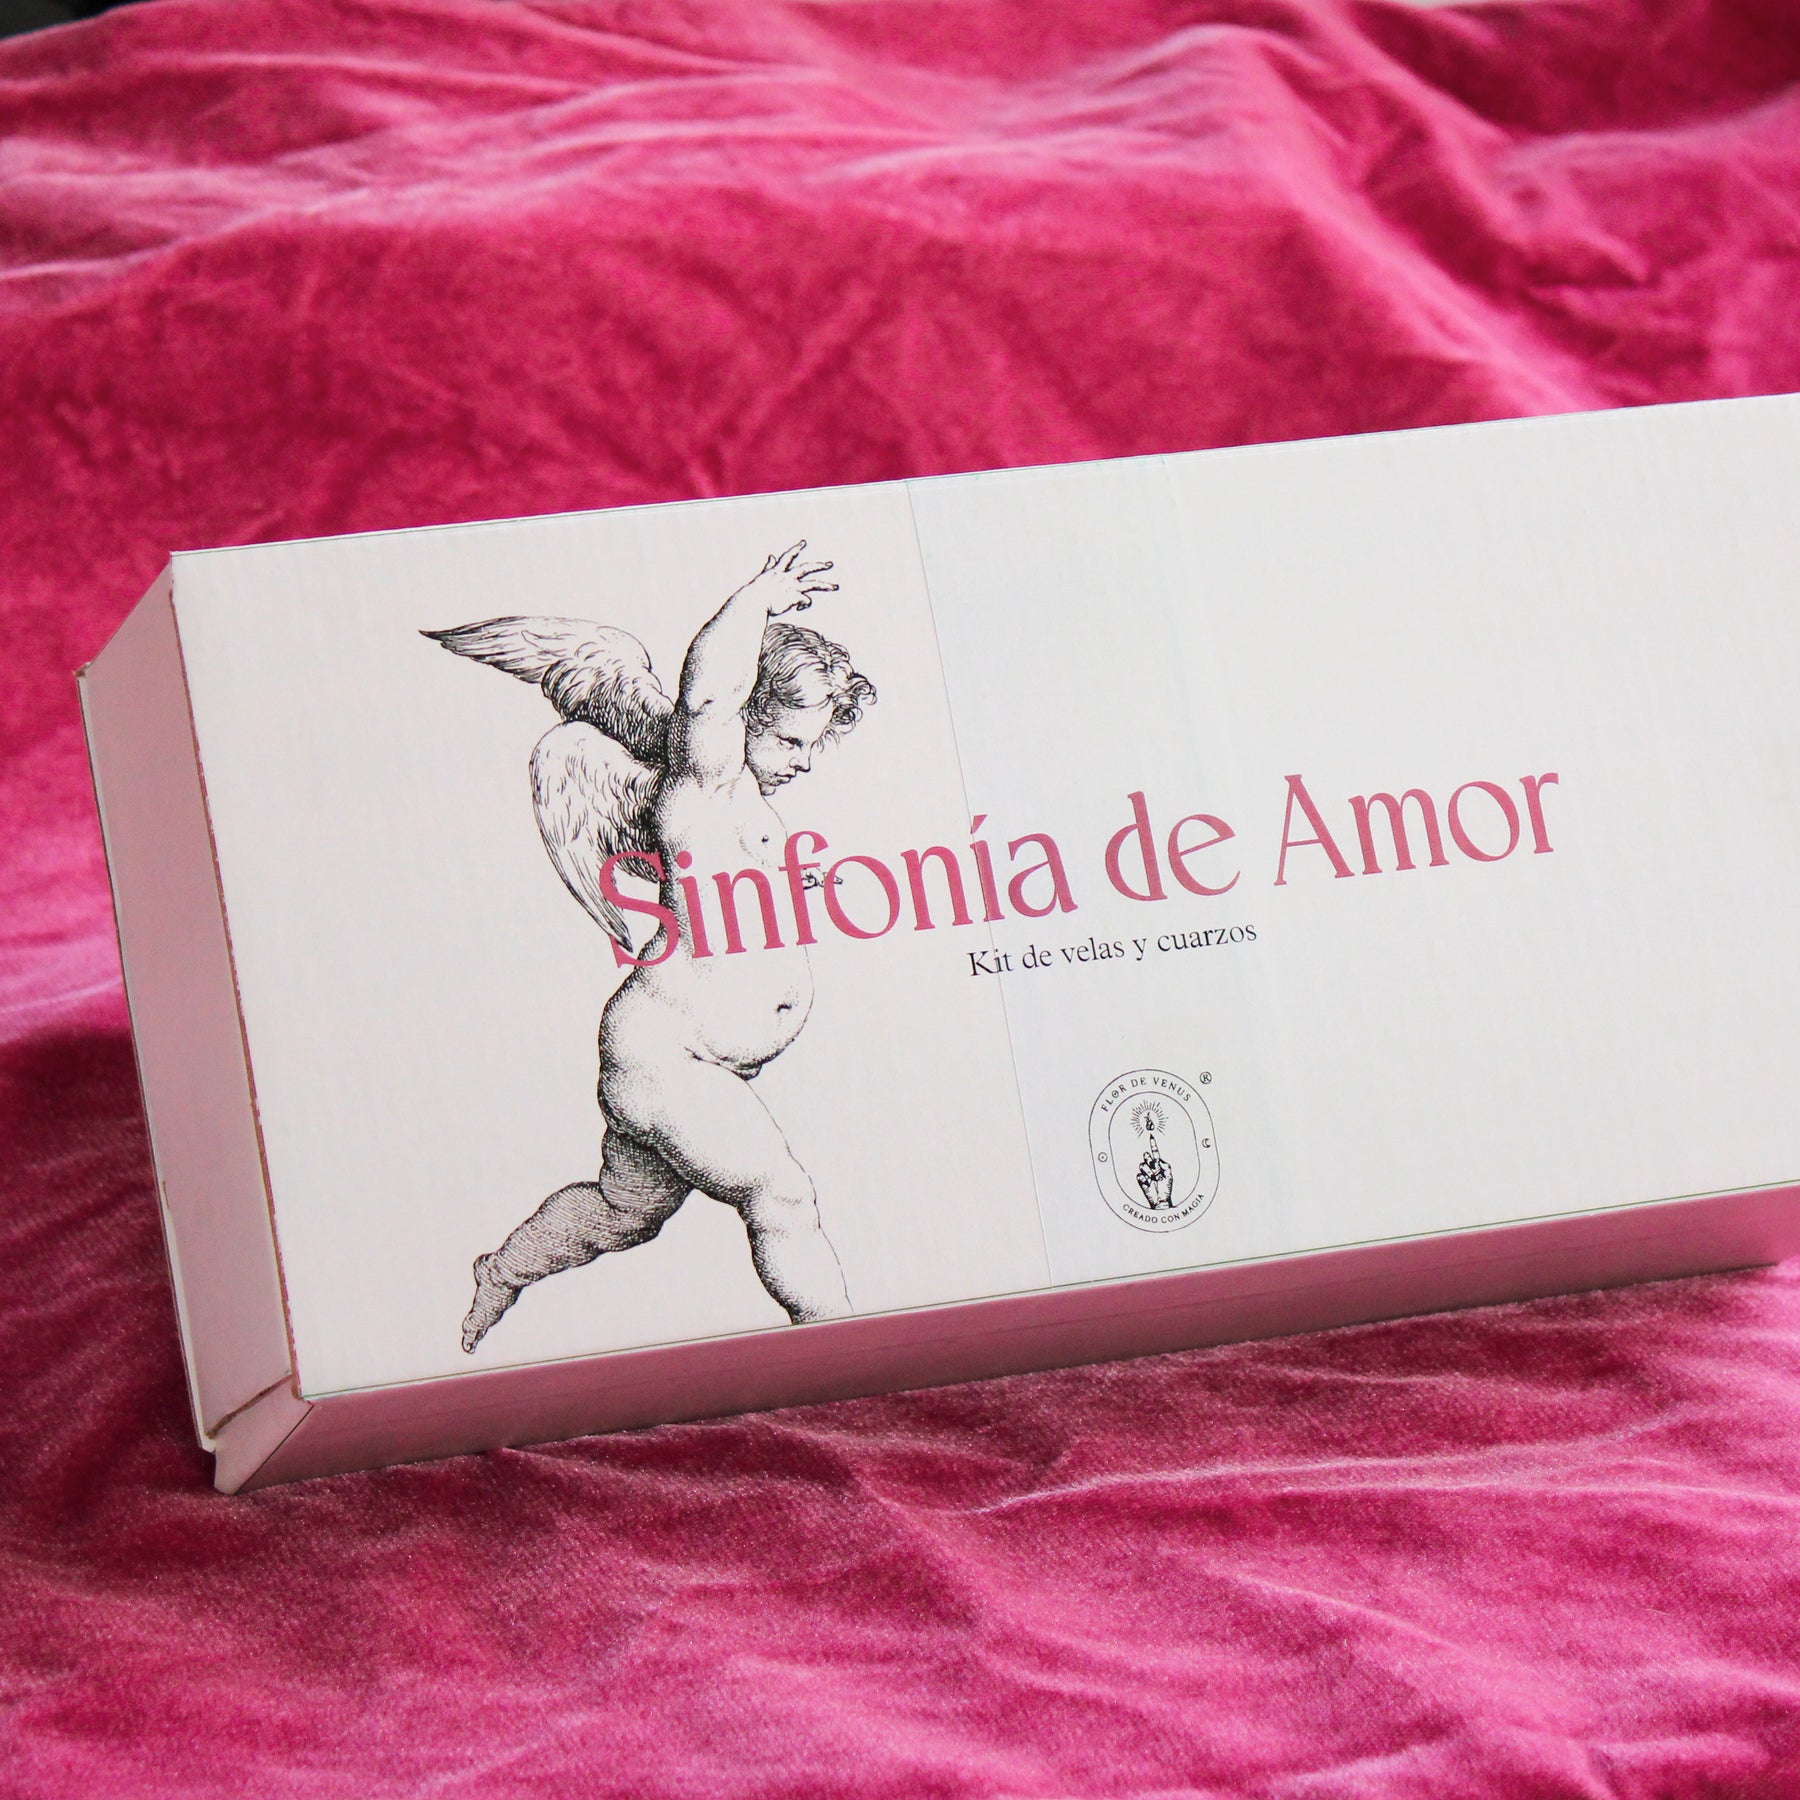 Sinfonía de Amor
Kit de velas y cuarzos
FLOR DE VENUS
®
CREADO CON MAGIA